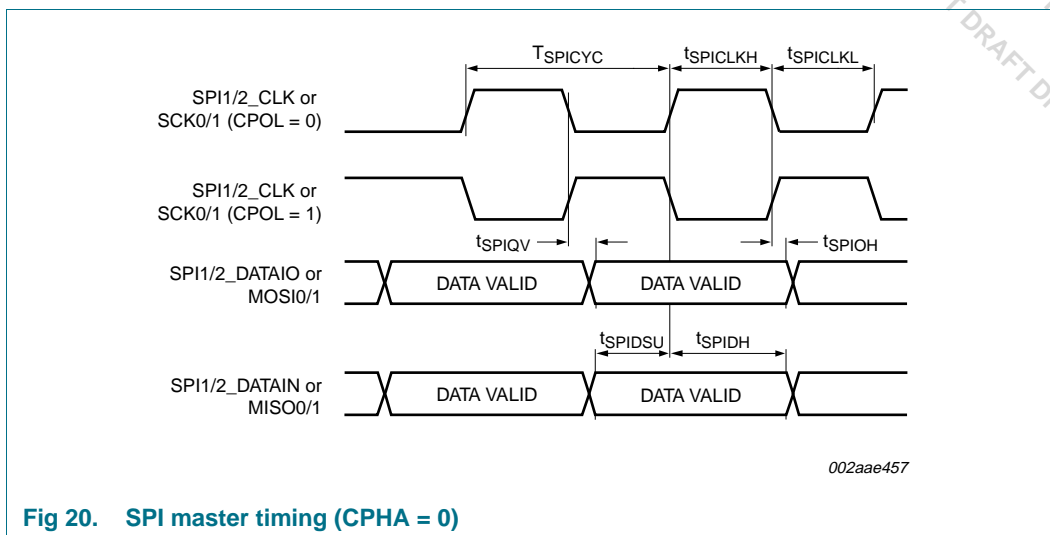 T DRAFT D
TSPICYC
tSPICLKH
tSPICLKL
SPI1/2_CLK or
SCK0/1 (CPOL = 0)
SPI1/2_CLK or
SCK0/1 (CPOL = 1)
tSPIQV
tSPIOH
SPI1/2_DATAIO or
MOSI0/1
DATA VALID
DATA VALID
tSPIDSU
tSPIDH
SPI1/2_DATAIN or
MISO0/1
DATA VALID
DATA VALID
002aae457
Fig 20. SPI master timing (CPHA = 0)